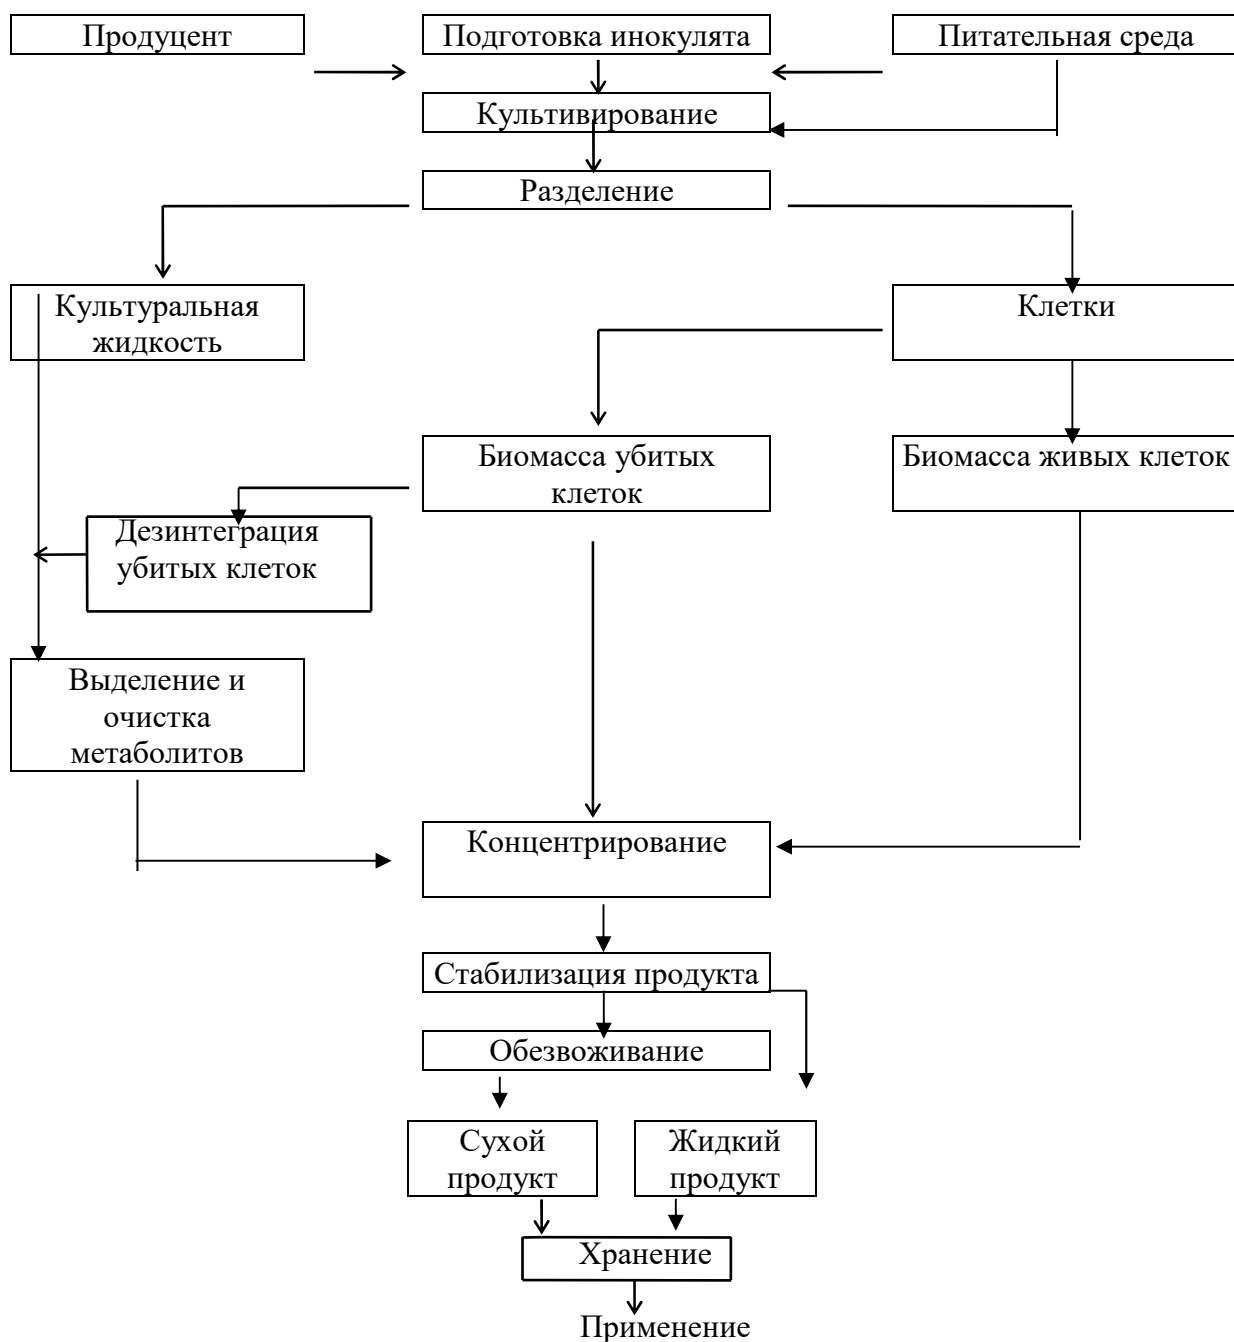 Продуцент
Подготовка инокулята
Питательная среда
Культивирование
Разделение
Культуральная
жидкость
Клетки
Биомасса убитых
клеток
Биомасса живых клеток
Дезинтеграция
убитых клеток
Выделение и
очистка
метаболитов
Концентрирование
Стабилизация продукта
Обезвоживание
Сухой
продукт
Жидкий
продукт
Хранение
Применение